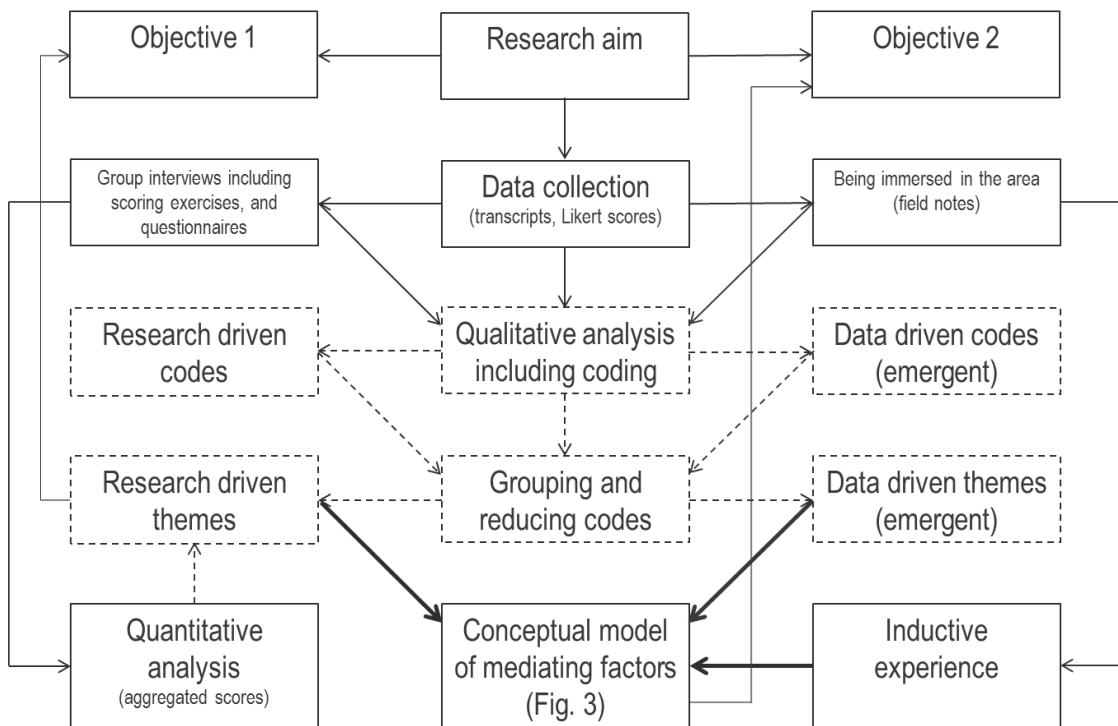 Objective 1
Research aim
Objective 2
Group interviews including
scoring exercises, and
questionnaires
Data collection
(transcripts, Likert scores)
Being immersed in the area
(field notes)
Research driven
codes
Qualitative analysis
including coding
Data driven codes
(emergent)
Research driven
themes
Grouping and
reducing codes
Data driven themes
(emergent)
Quantitative
analysis
(aggregated scores)
Conceptual model
of mediating factors
(Fig. 3)
Inductive
experience